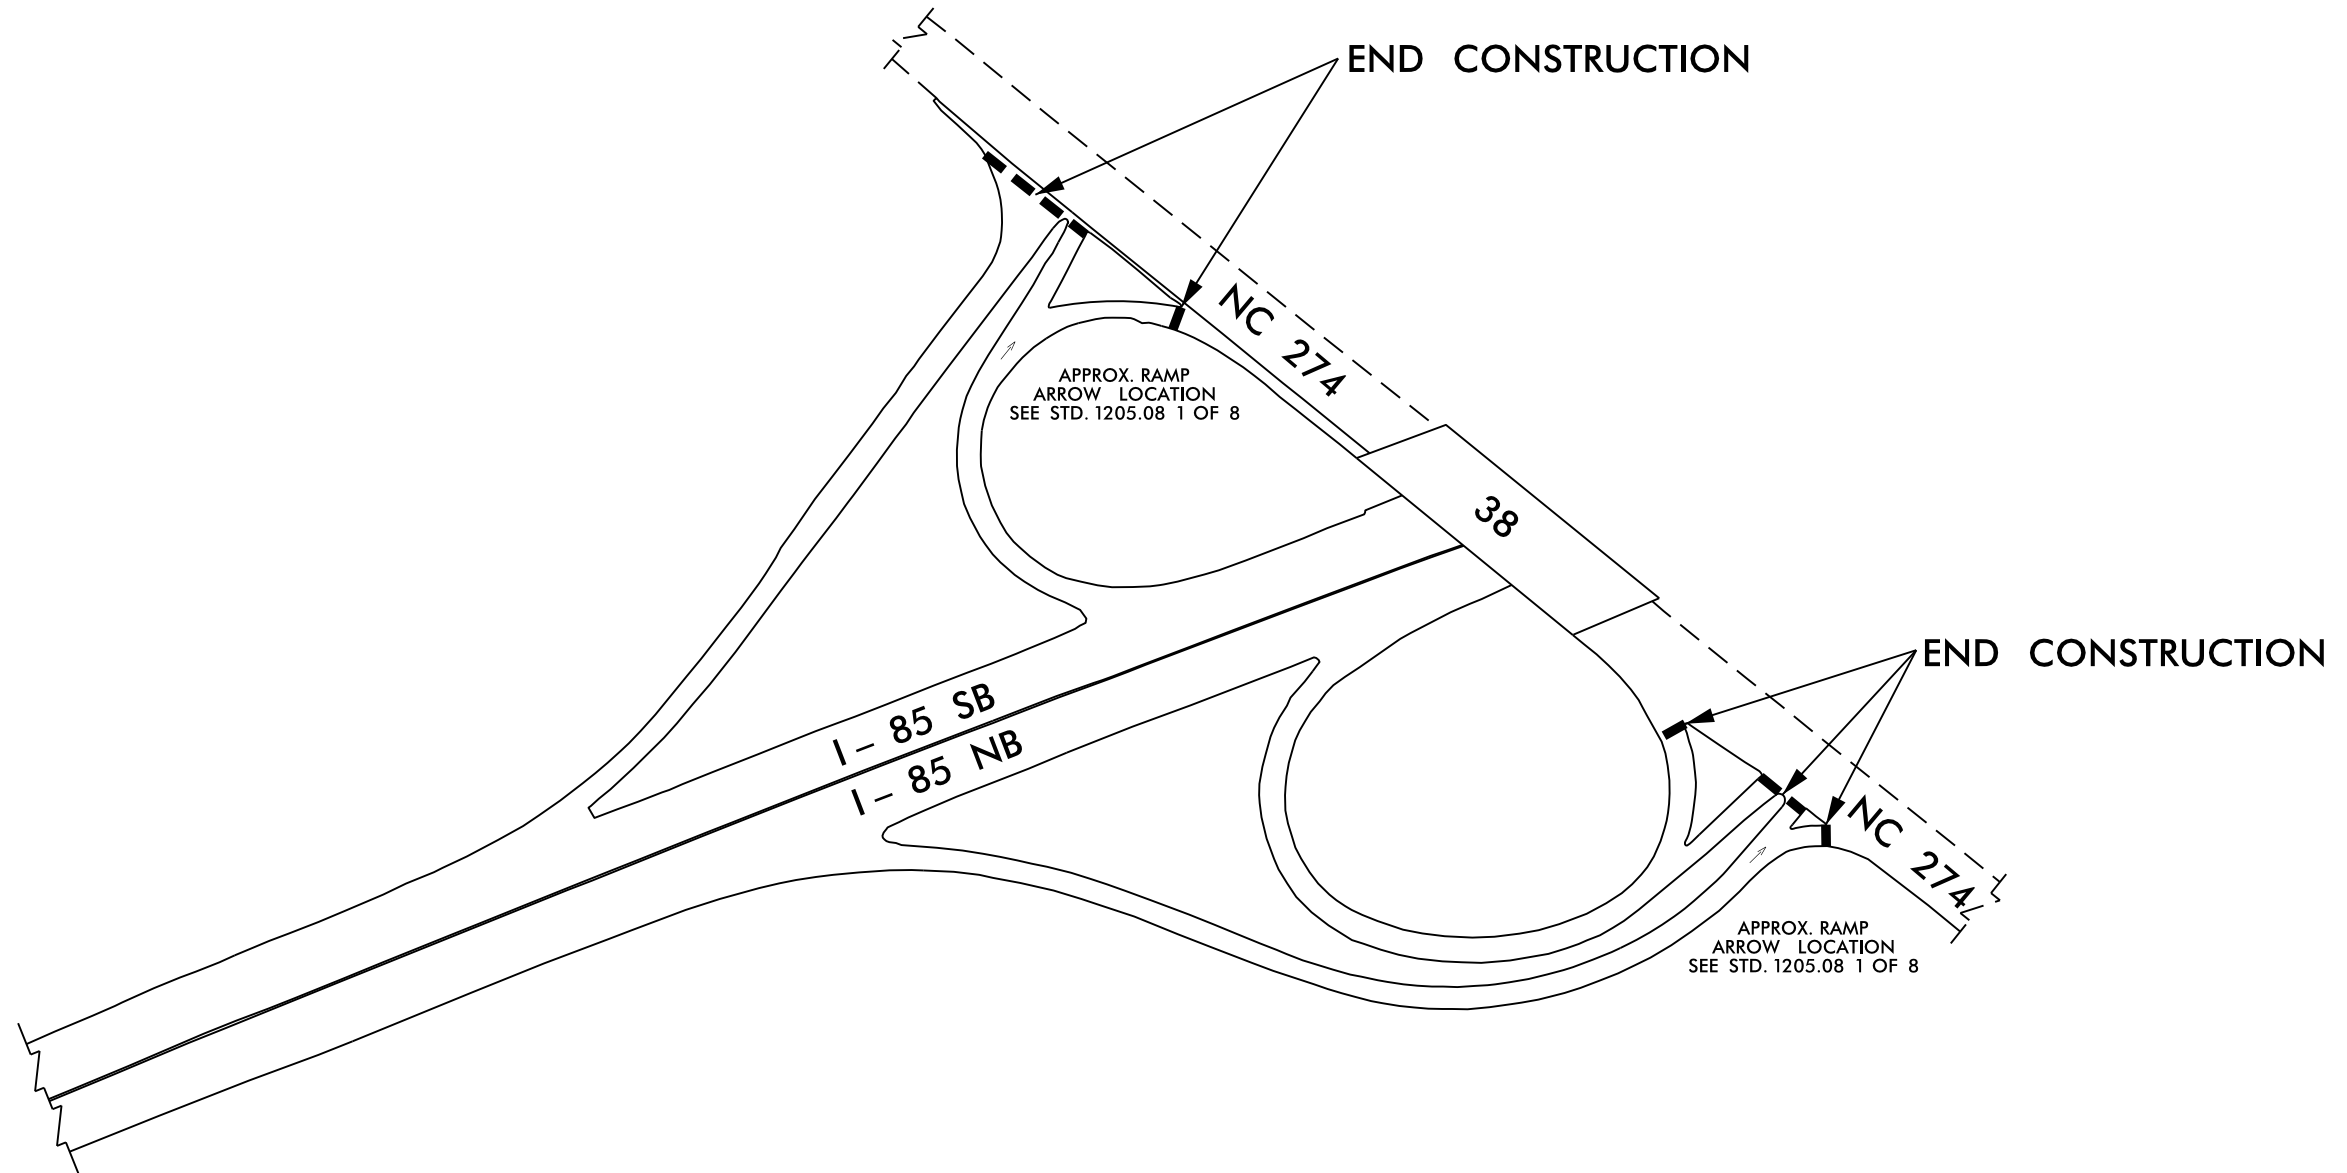 END CONSTRUCTION
NC 274
APPROX. RAMP
ARROW LOCATION
SEE STD. 1205.08 1 OF 8
38
END CONSTRUCTION
I - 85 SB
I - 85 NB
NC 274
APPROX. RAMP
ARROW LOCATION
SEE STD. 1205.08 1 OF 8